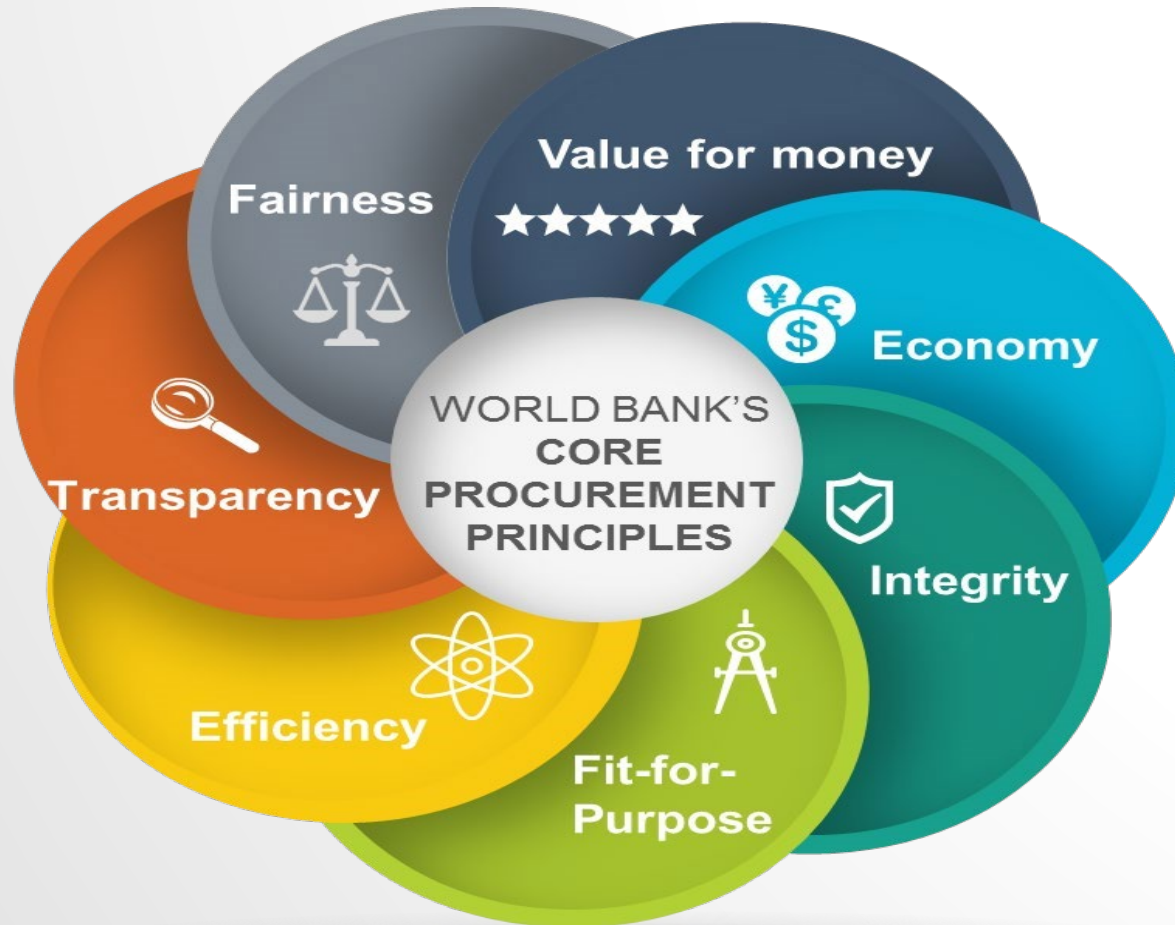 Value for money
Fairness
¥ £
$
Economy
WORLD BANK'S
CORE
PROCUREMENT
PRINCIPLES
Transparency
Integrity
Efficiency
Fit-for-
Purpose